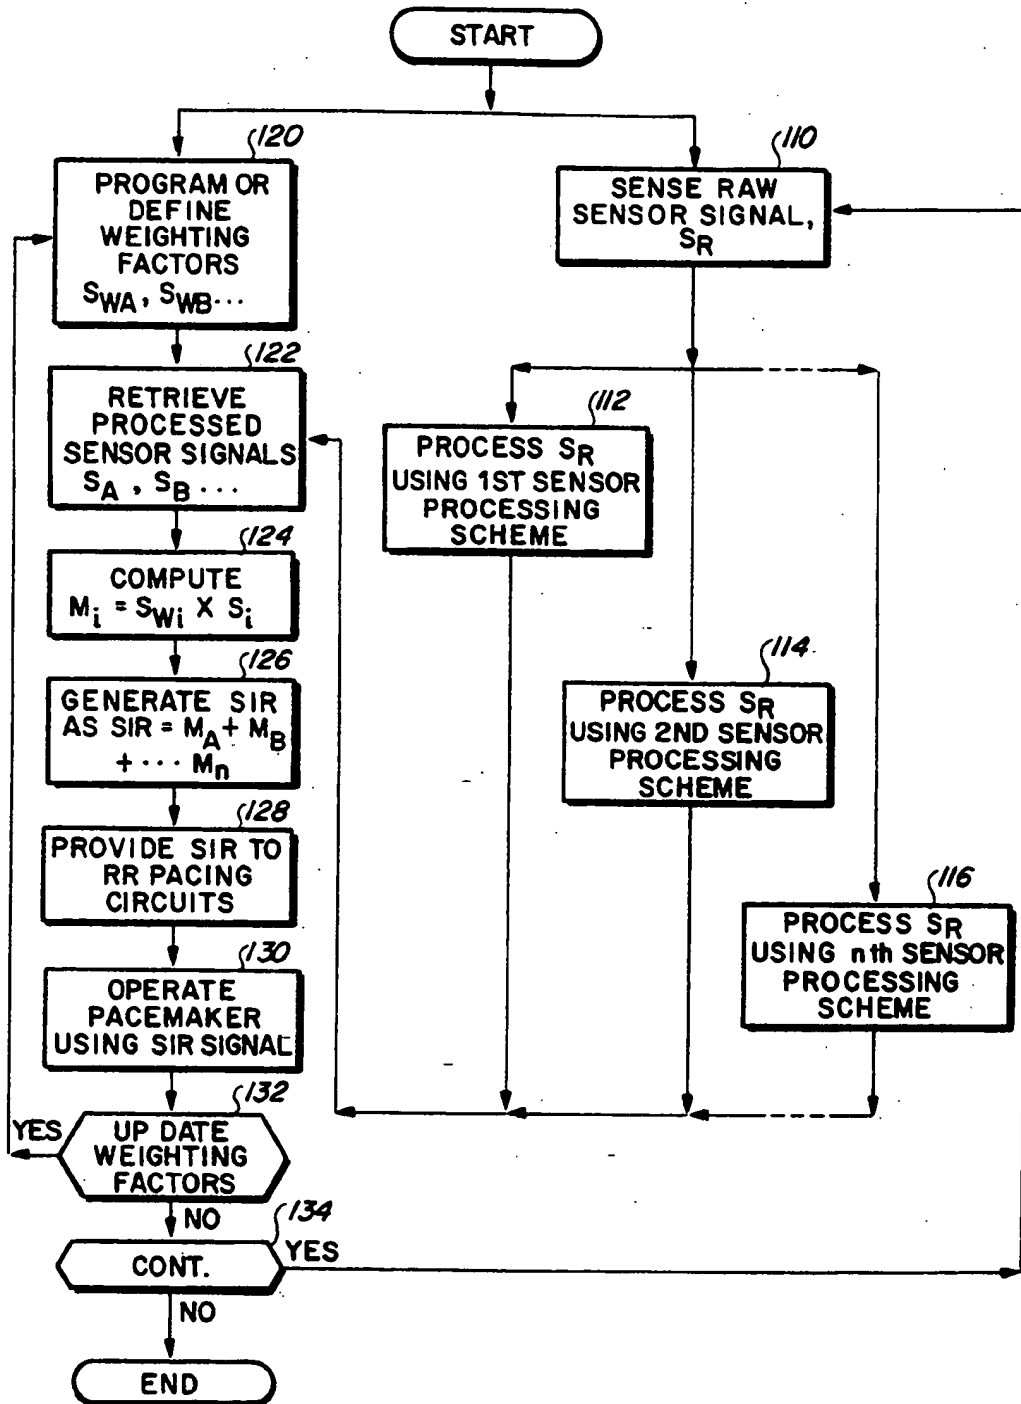 START
120
PROGRAM OR
DEFINE
WEIGHTING
FACTORS
SWA, SWB...
110
SENSE RAW
SENSOR SIGNAL,
SR
122
RETRIEVE
PROCESSED
SENSOR SIGNALS
SA, SB...
112
PROCESS SR
USING 1ST SENSOR
PROCESSING
SCHEME
124
COMPUTE
Mi = SWi X Si
114
PROCESS SR
USING 2ND SENSOR
PROCESSING
SCHEME
126
GENERATE SIR
AS SIR = MA + MB
+ ... Mn
128
PROVIDE SIR TO
RR PACING
CIRCUITS
116
PROCESS SR
USING nth SENSOR
PROCESSING
SCHEME
130
OPERATE
PACEMAKER
USING SIR SIGNAL
132
YES
UP DATE
WEIGHTING
FACTORS
NO
134
CONT.
YES
NO
END